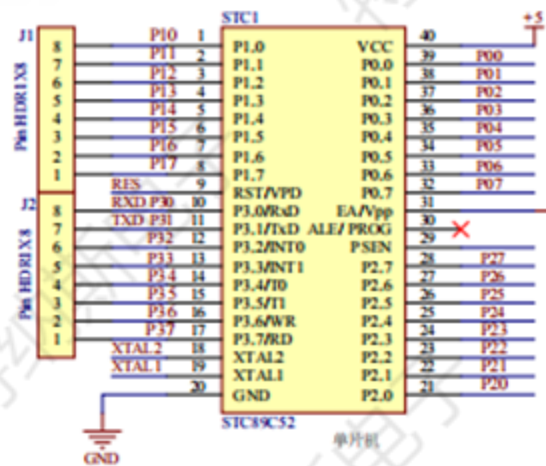 STC1
J1
Pin HDR1X8
8 P10 1 P1.0 VCC 40 +5
7 P11 2 P1.1 P0.0 39 P00
6 P12 3 P1.2 P0.1 38 P01
5 P13 4 P1.3 P0.2 37 P02
4 P14 5 P1.4 P0.3 36 P03
3 P15 6 P1.5 P0.4 35 P04
2 P16 7 P1.6 P0.5 34 P05
1 P17 8 P1.7 P0.6 33 P06
RES 9 RST/VPD P0.7 32 P07
J2
Pin HDR1X8
8 RXD P30 10 P3.0/RxD EA/Vpp 31
7 TXD P31 11 P3.1/TxD ALE/PROG 30
6 P32 12 P3.2/INT0 PSEN 29
5 P33 13 P3.3/INT1 P2.7 28 P27
4 P34 14 P3.4/T0 P2.6 27 P26
3 P35 15 P3.5/T1 P2.5 26 P25
2 P36 16 P3.6/WR P2.4 25 P24
1 P37 17 P3.7/RD P2.3 24 P23
XTAL2 18 XTAL2 P2.2 23 P22
XTAL1 19 XTAL1 P2.1 22 P21
20 GND P2.0 21 P20
STC89C52
单片机
GND